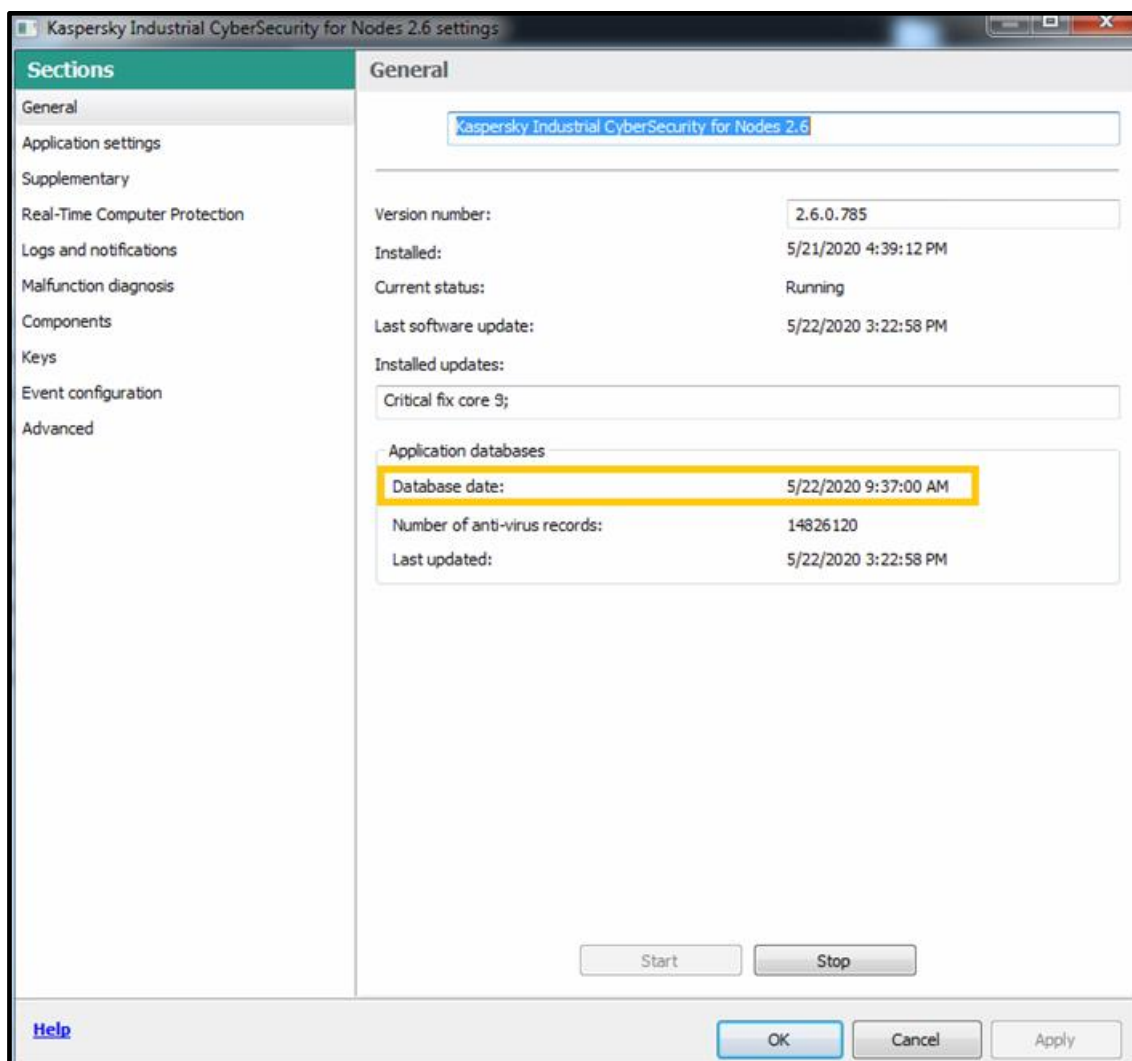 Kaspersky Industrial CyberSecurity for Nodes 2.6 settings
Sections
General
Application settings
Supplementary
Real-Time Computer Protection
Logs and notifications
Malfunction diagnosis
Components
Keys
Event configuration
Advanced
General
Kaspersky Industrial CyberSecurity for Nodes 2.6
Version number: 2.6.0.785
Installed: 5/21/2020 4:39:12 PM
Current status: Running
Last software update: 5/22/2020 3:22:58 PM
Installed updates:
Critical fix core 9;
Application databases
Database date: 5/22/2020 9:37:00 AM
Number of anti-virus records: 14826120
Last updated: 5/22/2020 3:22:58 PM
Start Stop
Help
OK Cancel Apply